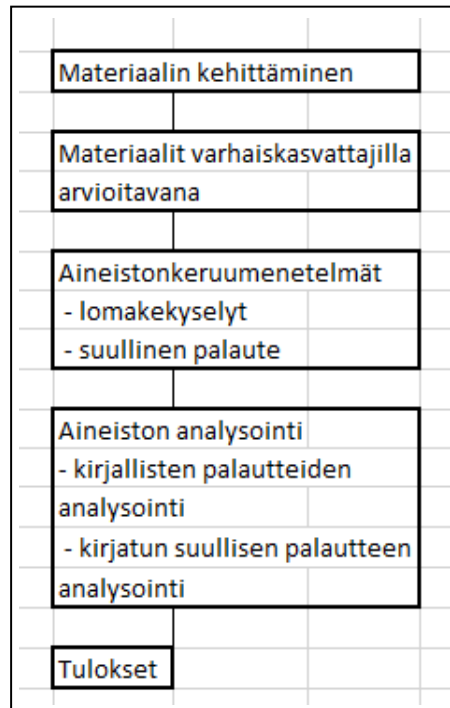 Materiaalin kehittäminen
Materiaalit varhaiskasvattajilla
arvioitavana
Aineistonkeruumenetelmät
- lomakekyselyt
- suullinen palaute
Aineiston analysointi
- kirjallisten palautteiden
analysointi
- kirjatun suullisen palautteen
analysointi
Tulokset